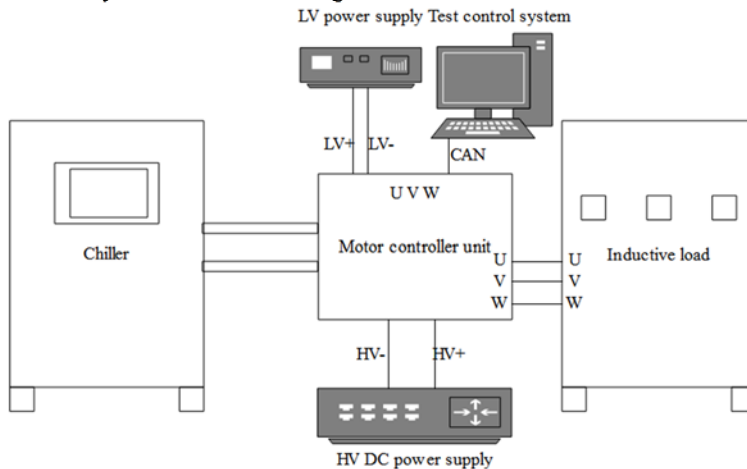 LV power supply Test control system
LV+ LV-
CAN
U V W
Chiller
Motor controller unit
U
V
W
U
V
W
Inductive load
HV-
HV+
HV DC power supply